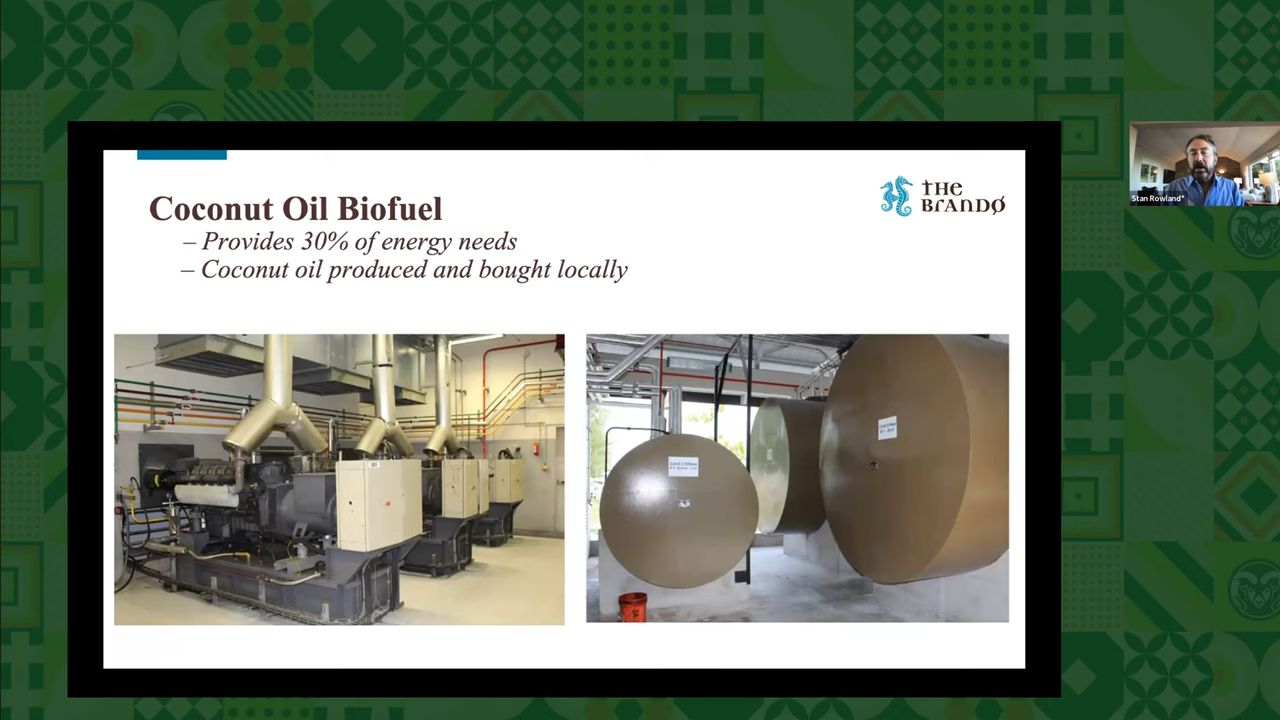 Coconut Oil Biofuel
– Provides 30% of energy needs
– Coconut oil produced and bought locally
THE
BRANDO
Stan Rowland*